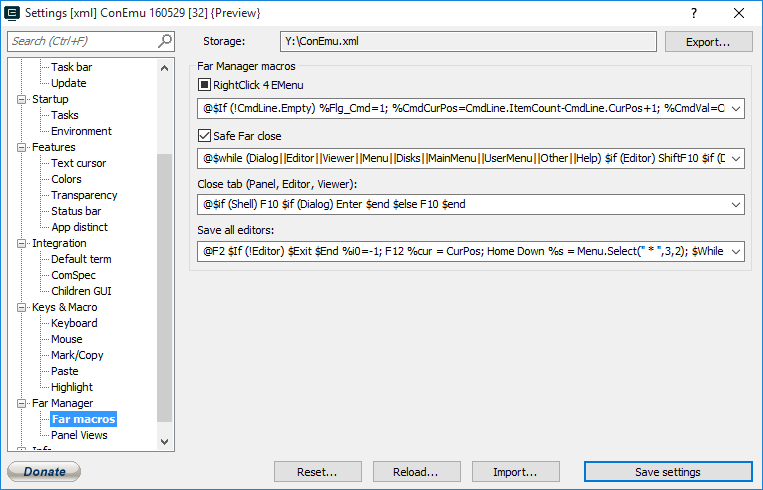 Settings [xml] ConEmu 160529 [32] {Preview}
Search (Ctrl+F)
Storage:
Y:\ConEmu.xml
Export...
Task bar
Update
Startup
Tasks
Environment
Features
Text cursor
Colors
Transparency
Status bar
App distinct
Integration
Default term
ComSpec
Children GUI
Keys & Macro
Keyboard
Mouse
Mark/Copy
Paste
Highlight
Far Manager
Far macros
Panel Views
Info
Far Manager macros
RightClick 4 EMenu
@$If (!CmdLine.Empty) %Flg_Cmd=1; %CmdCurPos=CmdLine.ItemCount-CmdLine.CurPos+1; %CmdVal=C
Safe Far close
@$while (Dialog||Editor||Viewer||Menu||Disks||MainMenu||UserMenu||Other||Help) $if (Editor) ShiftF10 $if (D
Close tab (Panel, Editor, Viewer):
@$if (Shell) F10 $if (Dialog) Enter $end $else F10 $end
Save all editors:
@F2 $If (!Editor) $Exit $End %i0=-1; F12 %cur = CurPos; Home Down %s = Menu.Select(" * ",3,2); $While
Donate
Reset...
Reload...
Import...
Save settings